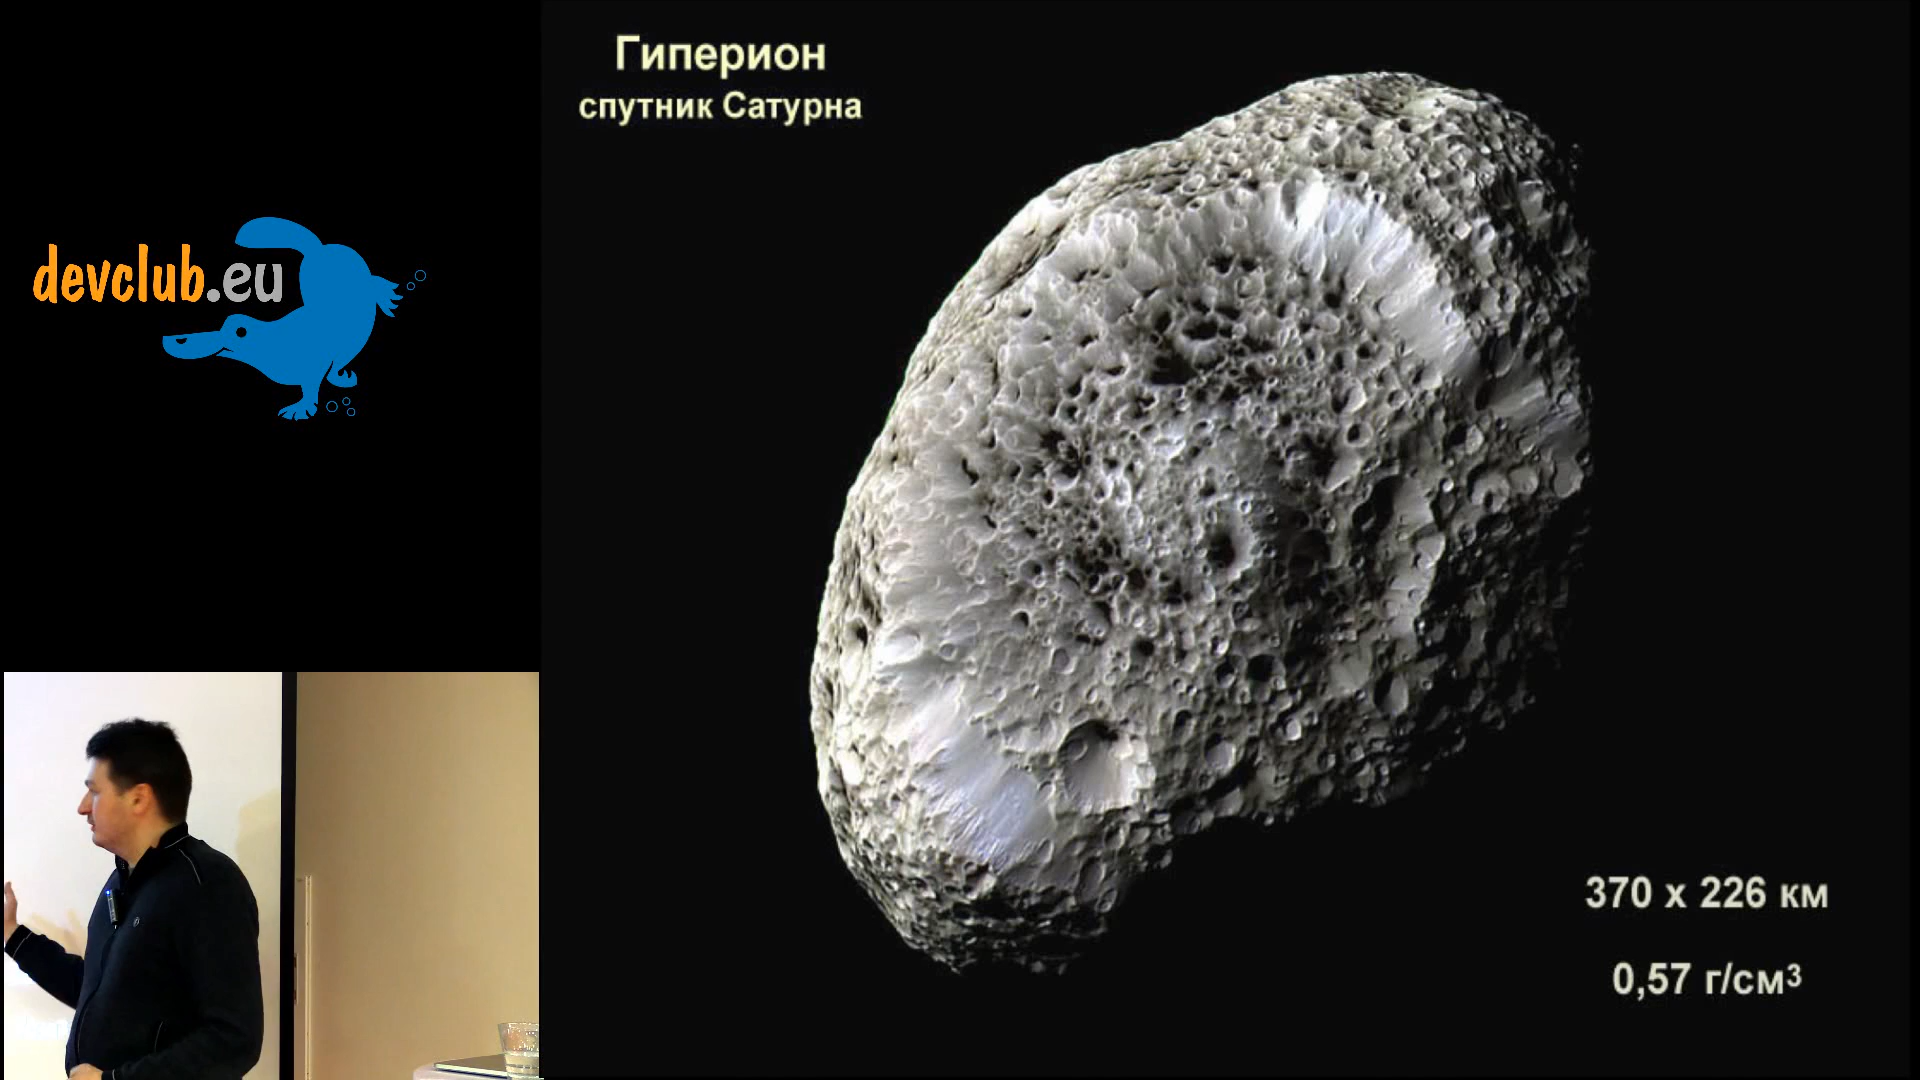 devclub.eu
Гиперион
спутник Сатурна
370 x 226 км
0,57 г/см³